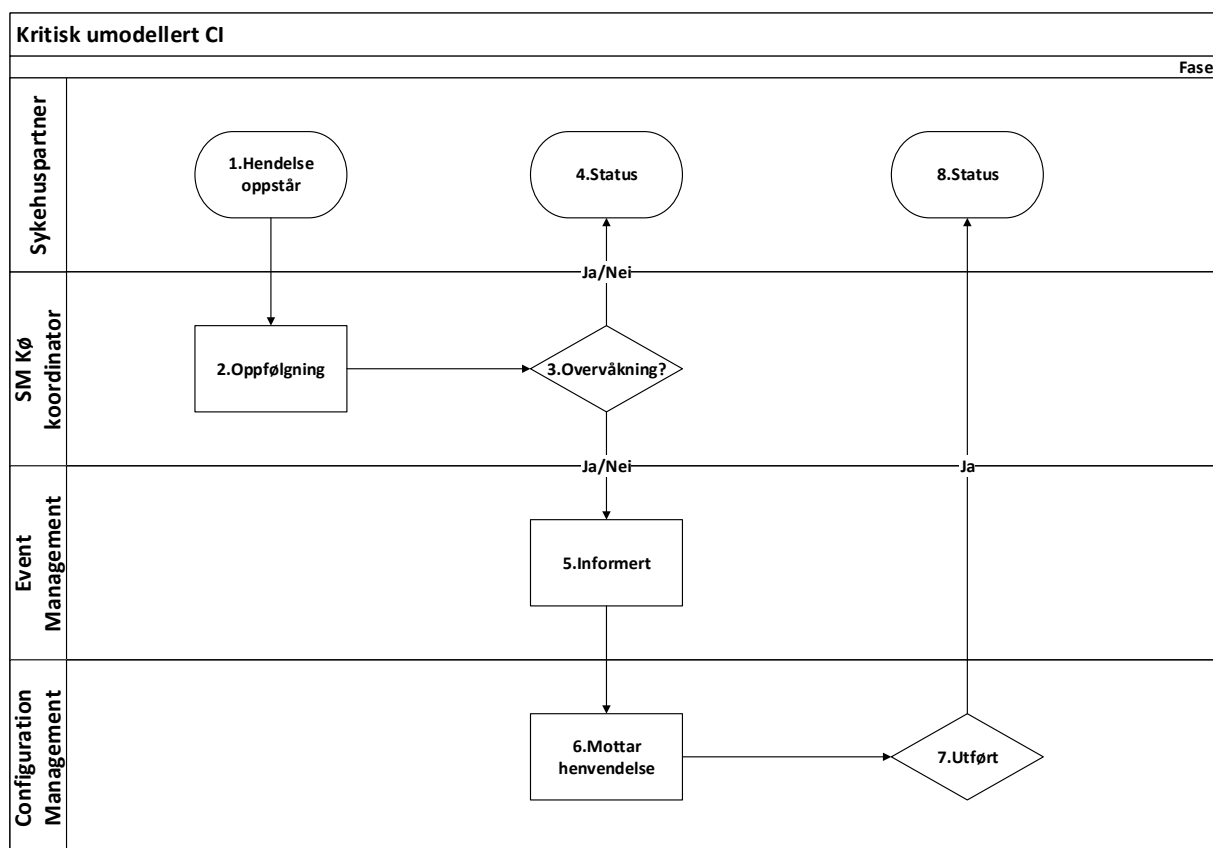 Kritisk umodellert CI
Fase
Sykehuspartner
1.Hendelse
oppstår
4.Status
8.Status
Ja/Nei
SM Kø
koordinator
2.Oppfølgning
3.Overvåkning?
Ja/Nei
Ja
Event
Management
5.Informert
Configuration
Management
6.Mottar
henvendelse
7.Utført